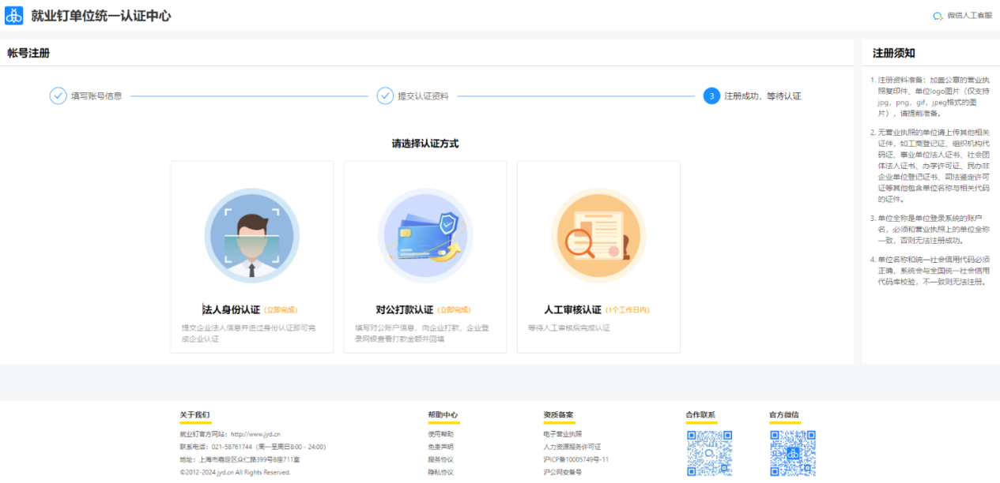 就业钉单位统一认证中心
微信人工客服
帐号注册
填写账号信息
提交认证资料
3 注册成功，等待认证
请选择认证方式
法人身份认证 (立即完成)
提交企业法人信息并进过身份认证即可完
成企业认证
对公打款认证 (立即完成)
填写对公账户信息，向企业打款，企业登
录网银查看打款金额并回填
人工审核认证 (1个工作日内)
等待人工审核后完成认证
注册须知
1. 注册资料准备：加盖公章的营业执
照复印件、单位logo图片（仅支持
jpg，png，gif，jpeg格式的图
片），请提前准备。
2. 无营业执照的单位请上传其他相关
证件，如工商登记证、组织机构代
码证、事业单位法人证书、社会团
体法人证书、办学许可证、民办非
企业单位登记证书、司法鉴定许可
证等其他包含单位名称与相关代码
的证件。
3. 单位全称是单位登录系统的账户
名，必须和营业执照上的单位全称
一致，否则无法注册成功。
4. 单位名称和统一社会信用代码必须
正确，系统会与全国统一社会信用
代码库校验，不一致则无法注册。
关于我们
就业钉官方网站：http://www.jyd.cn
联系电话：021-58761744（周一至周日8:00 - 24:00）
地址：上海市嘉定区众仁路399号B座711室
©2012-2024 jyd.cn All Rights Reserved.
帮助中心
使用帮助
免责声明
服务协议
隐私协议
资质备案
电子营业执照
人力资源服务许可证
沪ICP备10005749号-11
沪公网安备号
合作联系
官方微信